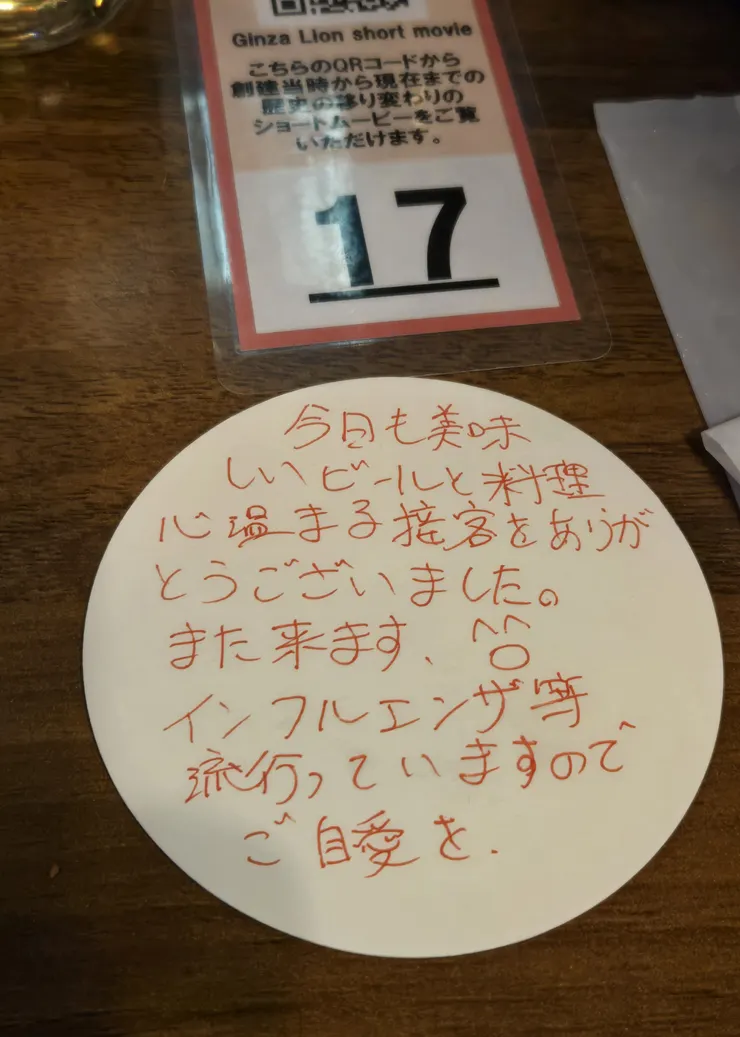 Ginza Lion short movie
こちらのQRコードから
創建当時から現在までの
歴史の移り変わりの
ショートムービーをご覧
いただけます。
17
今日も美味
しいビールと料理
心温まる接客をありが
とうございました。
また来ます、^^
インフルエンザ等
流行っていますので
ご自愛を.